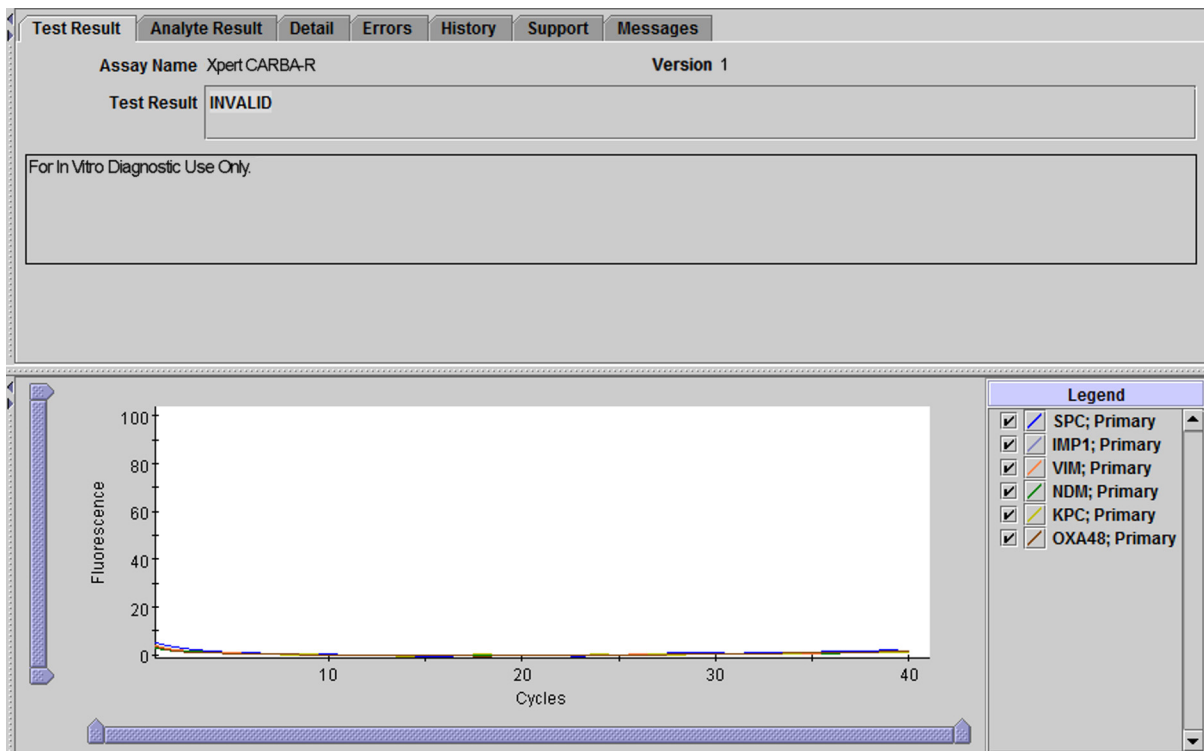 Test Result Analyte Result Detail Errors History Support Messages
Assay Name Xpert CARBA-R Version 1
Test Result INVALID
For In Vitro Diagnostic Use Only.
Legend
SPC; Primary
IMP1; Primary
VIM; Primary
NDM; Primary
KPC; Primary
OXA48; Primary
100
80
60
40
20
0
Fluorescence
10 20 30 40
Cycles